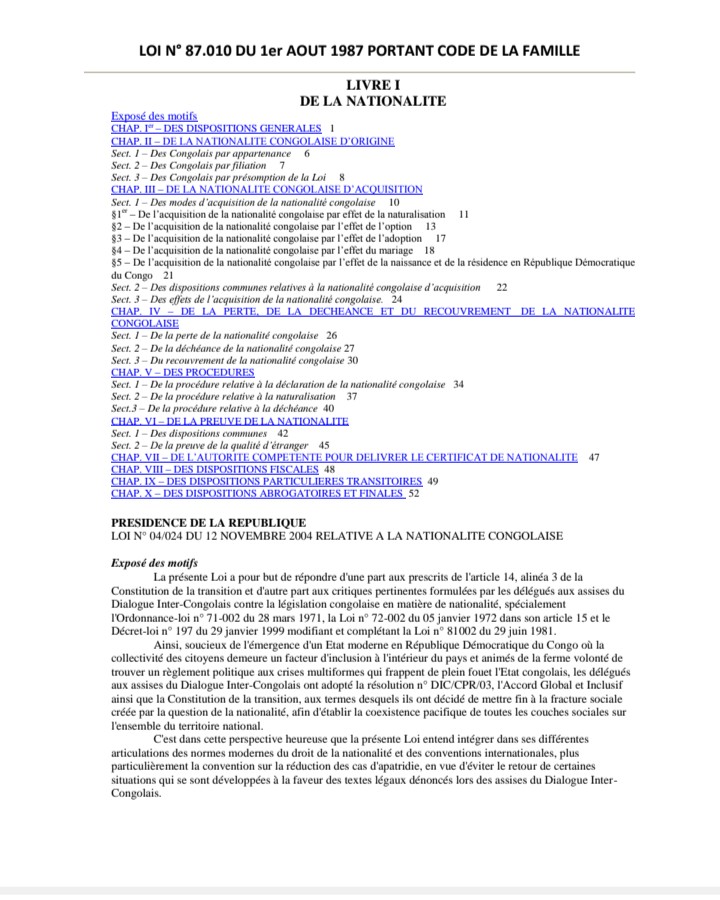 LOI N° 87.010 DU 1er AOUT 1987 PORTANT CODE DE LA FAMILLE
LIVRE I
DE LA NATIONALITE
Exposé des motifs
CHAP. Ier – DES DISPOSITIONS GENERALES 1
CHAP. II – DE LA NATIONALITE CONGOLAISE D'ORIGINE
Sect. 1 – Des Congolais par appartenance 6
Sect. 2 – Des Congolais par filiation 7
Sect. 3 – Des Congolais par présomption de la Loi 8
CHAP. III – DE LA NATIONALITE CONGOLAISE D'ACQUISITION
Sect. 1 – Des modes d'acquisition de la nationalité congolaise 10
§1er – De l'acquisition de la nationalité congolaise par effet de la naturalisation 11
§2 – De l'acquisition de la nationalité congolaise par l'effet de l'option 13
§3 – De l'acquisition de la nationalité congolaise par l'effet de l'adoption 17
§4 – De l'acquisition de la nationalité congolaise par l'effet du mariage 18
§5 – De l'acquisition de la nationalité congolaise par l'effet de la naissance et de la résidence en République Démocratique
du Congo 21
Sect. 2 – Des dispositions communes relatives à la nationalité congolaise d'acquisition 22
Sect. 3 – Des effets de l'acquisition de la nationalité congolaise. 24
CHAP. IV – DE LA PERTE, DE LA DECHEANCE ET DU RECOUVREMENT DE LA NATIONALITE
CONGOLAISE
Sect. 1 – De la perte de la nationalité congolaise 26
Sect. 2 – De la déchéance de la nationalité congolaise 27
Sect. 3 – Du recouvrement de la nationalité congolaise 30
CHAP. V – DES PROCEDURES
Sect. 1 – De la procédure relative à la déclaration de la nationalité congolaise 34
Sect. 2 – De la procédure relative à la naturalisation 37
Sect.3 – De la procédure relative à la déchéance 40
CHAP. VI – DE LA PREUVE DE LA NATIONALITE
Sect. 1 – Des dispositions communes 42
Sect. 2 – De la preuve de la qualité d'étranger 45
CHAP. VII – DE L'AUTORITE COMPETENTE POUR DELIVRER LE CERTIFICAT DE NATIONALITE 47
CHAP. VIII – DES DISPOSITIONS FISCALES 48
CHAP. IX – DES DISPOSITIONS PARTICULIERES TRANSITOIRES 49
CHAP. X – DES DISPOSITIONS ABROGATOIRES ET FINALES 52
PRESIDENCE DE LA REPUBLIQUE
LOI N° 04/024 DU 12 NOVEMBRE 2004 RELATIVE A LA NATIONALITE CONGOLAISE
Exposé des motifs
La présente Loi a pour but de répondre d'une part aux prescrits de l'article 14, alinéa 3 de la
Constitution de la transition et d'autre part aux critiques pertinentes formulées par les délégués aux assises du
Dialogue Inter-Congolais contre la législation congolaise en matière de nationalité, spécialement
l'Ordonnance-loi n° 71-002 du 28 mars 1971, la Loi n° 72-002 du 05 janvier 1972 dans son article 15 et le
Décret-loi n° 197 du 29 janvier 1999 modifiant et complétant la Loi n° 81002 du 29 juin 1981.
Ainsi, soucieux de l'émergence d'un Etat moderne en République Démocratique du Congo où la
collectivité des citoyens demeure un facteur d'inclusion à l'intérieur du pays et animés de la ferme volonté de
trouver un règlement politique aux crises multiformes qui frappent de plein fouet l'Etat congolais, les délégués
aux assises du Dialogue Inter-Congolais ont adopté la résolution n° DIC/CPR/03, l'Accord Global et Inclusif
ainsi que la Constitution de la transition, aux termes desquels ils ont décidé de mettre fin à la fracture sociale
créée par la question de la nationalité, afin d'établir la coexistence pacifique de toutes les couches sociales sur
l'ensemble du territoire national.
C'est dans cette perspective heureuse que la présente Loi entend intégrer dans ses différentes
articulations des normes modernes du droit de la nationalité et des conventions internationales, plus
particulièrement la convention sur la réduction des cas d'apatridie, en vue d'éviter le retour de certaines
situations qui se sont développées à la faveur des textes légaux dénoncés lors des assises du Dialogue Inter-
Congolais.